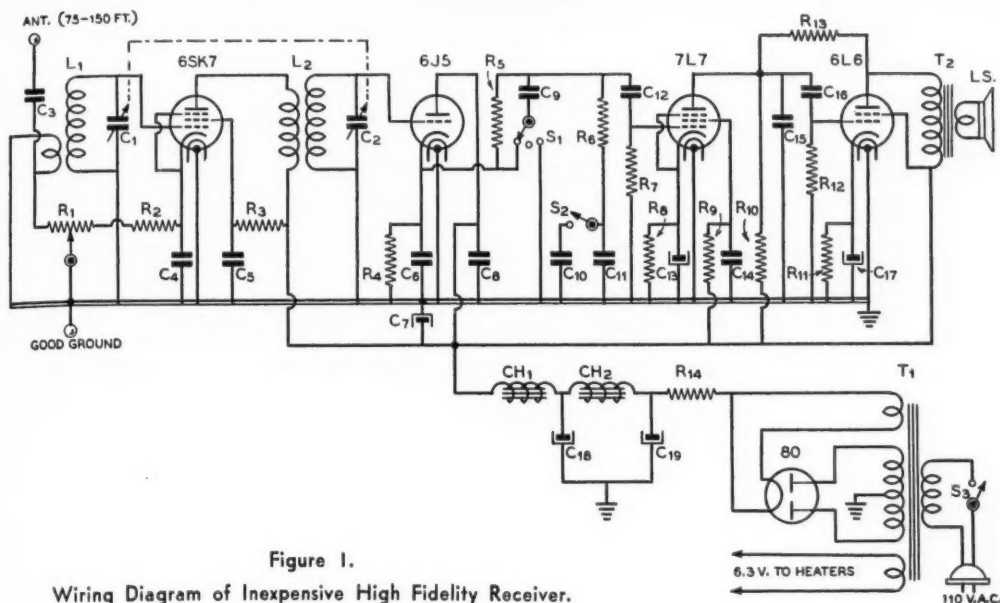 ANT. (75-150 FT.)
L1
6SK7
L2
6J5
R5
C9
C12
7L7
R13
6L6
T2
L.S.
C3
C1
C2
S1
R6
C16
C15
R7
R12
R1
R2
R3
S2
R8
R9
R10
C4
C5
R4
C6
C8
C10
C11
C13
C14
R11
C17
C7
GOOD GROUND
CH1
CH2
R14
T1
C18
C19
80
S3
6.3 V. TO HEATERS
110 V.A.C.
Figure 1.
Wiring Diagram of Inexpensive High Fidelity Receiver.